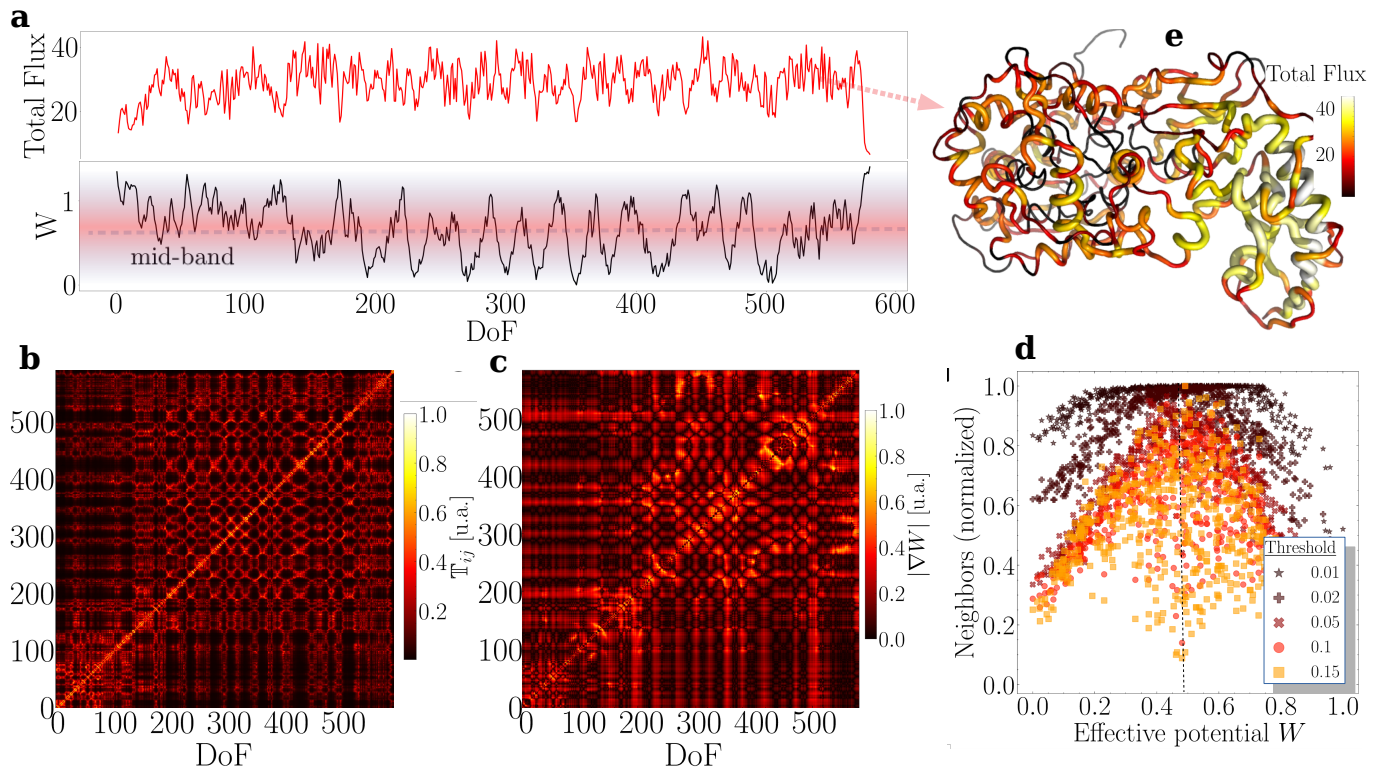 a
Total Flux
40
20
W
1
0
mid-band
0 100 200 300 400 500 600
DoF
e
Total Flux
40
20
b
500
400
300
200
100
0
0 100 200 300 400 500
DoF
1.0
0.8
0.6
0.4
0.2
𝕋ij [u.a.]
c
500
400
300
200
100
0
0 100 200 300 400 500
DoF
1.0
0.8
0.6
0.4
0.2
0.0
|∇W| [u.a.]
d
Neighbors (normalized)
1.0
0.8
0.6
0.4
0.2
0.0
0.0 0.2 0.4 0.6 0.8 1.0
Effective potential W
Threshold
0.01
0.02
0.05
0.1
0.15